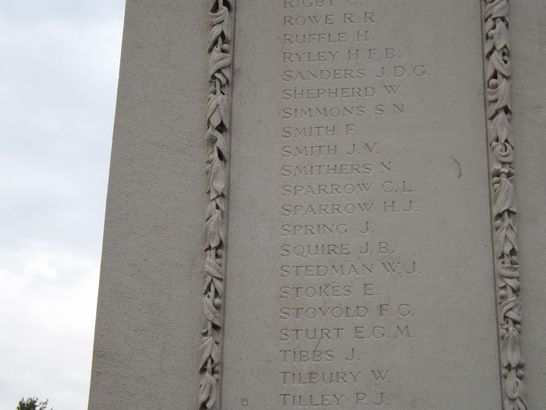 RIGBY C.
ROWE R.R.
RUFFLE H.
RYLEY H.F.B.
SANDERS J.D.G.
SHEPHERD W.
SIMMONS S.N.
SMITH F.
SMITH J.V.
SMITHERS N.
SPARROW C.L.
SPARROW H.J.
SPRING J.
SQUIRE J.B.
STEDMAN W.J.
STOKES E.
STOVOLD F.G.
STURT E.G.M.
TIBBS J.
TILBURY W.
TILLEY P.J.